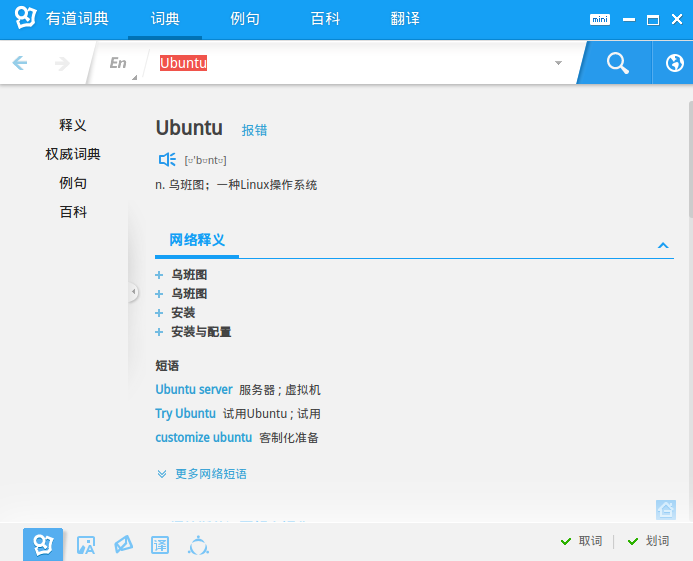 有道词典 词典 例句 百科 翻译 mini
En Ubuntu
释义
权威词典
例句
百科
Ubuntu 报错
[ʊ'bʊntʊ]
n. 乌班图；一种Linux操作系统
网络释义
乌班图
乌班图
安装
安装与配置
短语
Ubuntu server 服务器 ; 虚拟机
Try Ubuntu 试用Ubuntu ; 试用
customize ubuntu 客制化准备
更多网络短语
译 取词 划词